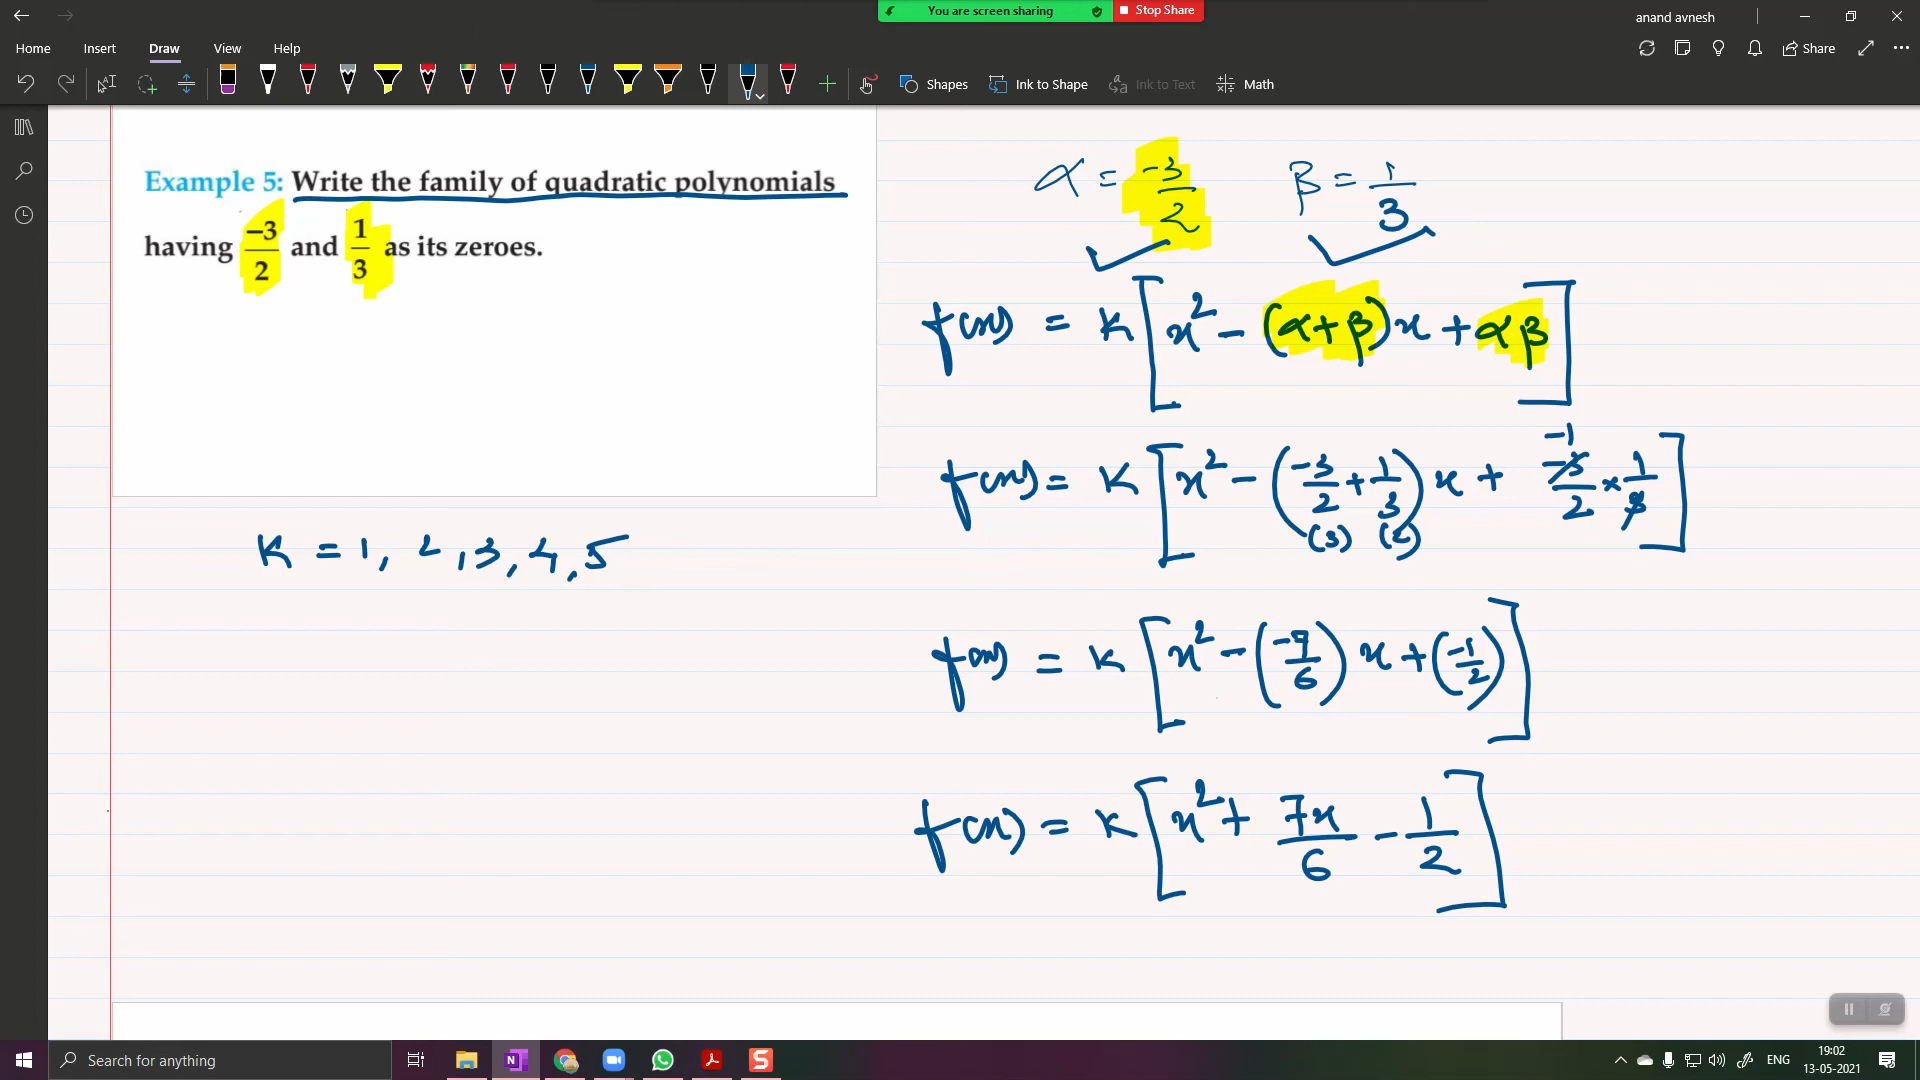 You are screen sharing
Stop Share
anand avnesh
Home Insert Draw View Help
Share
Shapes
Ink to Shape
Ink to Text
Math
Example 5: Write the family of quadratic polynomials
having -3/2 and 1/3 as its zeroes.
α = -3/2 β = 1/3
f(x) = K[x² - (α+β)x + αβ]
f(x) = K[x² - (-3/2 + 1/3)x + -3/2 × 1/3]
-1
(3) (2)
K = 1, 2, 3, 4, 5
f(x) = K[x² - (-7/6)x + (-1/2)]
f(x) = K[x² + 7x/6 - 1/2]
Search for anything
ENG
19:02
13-05-2021